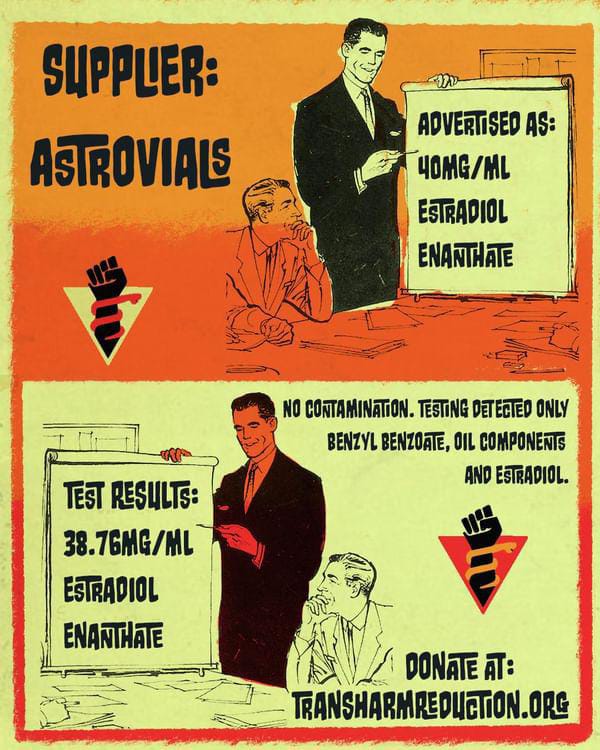 SUPPLIER:
ASTROVIALS
ADVERTISED AS:
40MG/ML
ESTRADIOL
ENANTHATE
NO CONTAMINATION. TESTING DETECTED ONLY
BENZYL BENZOATE, OIL COMPONENTS
AND ESTRADIOL.
TEST RESULTS:
38.76MG/ML
ESTRADIOL
ENANTHATE
DONATE AT:
TRANSHARMREDUCTION.ORG